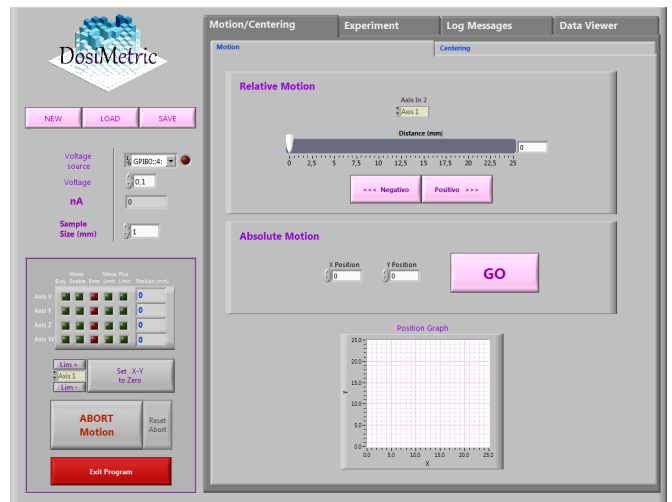 DosiMetric
NEW LOAD SAVE
Voltage source
GPIB0::4:
Voltage
0,1
nA
0
Sample Size (mm)
1
Motor Minus Plus
Busy Enable Error Limit Limit Position (mm)
Axis X 0
Axis Y 0
Axis Z 0
Axis W 0
Lim +
Axis 1
Lim -
Set X-Y
to Zero
ABORT
Motion
Reset
Abort
Exit Program
Motion/Centering Experiment Log Messages Data Viewer
Motion Centering
Relative Motion
Axis In 2
Axis 1
Distance (mm)
0
0 2,5 5 7,5 10 12,5 15 17,5 20 22,5 25
<<< Negativo Positivo >>>
Absolute Motion
X Position Y Position
0 0
GO
Position Graph
25.0
20.0
15.0
Y
10.0
5.0
0.0
0.0 5.0 10.0 15.0 20.0 25.0
X